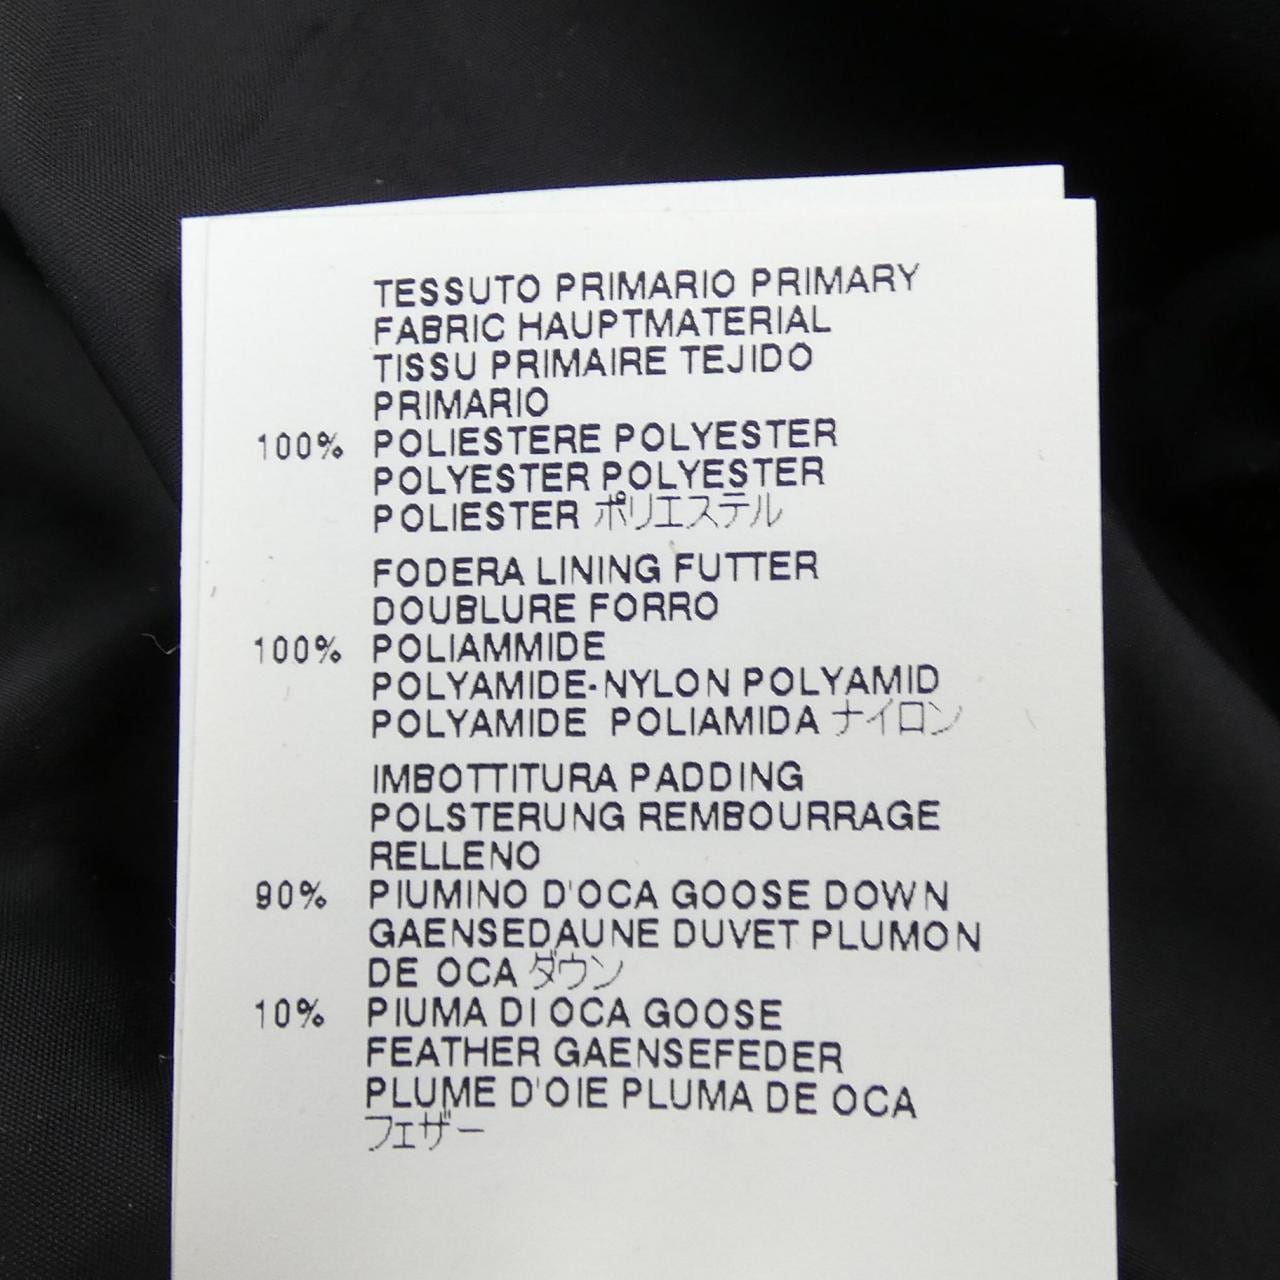 TESSUTO PRIMARIO PRIMARY
FABRIC HAUPTMATERIAL
TISSU PRIMAIRE TEJIDO
PRIMARIO
100% POLIESTERE POLYESTER
POLYESTER POLYESTER
POLIESTER ポリエステル
FODERA LINING FUTTER
DOUBLURE FORRO
100% POLIAMMIDE
POLYAMIDE-NYLON POLYAMID
POLYAMIDE POLIAMIDA ナイロン
IMBOTTITURA PADDING
POLSTERUNG REMBOURRAGE
RELLENO
90% PIUMINO D'OCA GOOSE DOWN
GAENSEDAUNE DUVET PLUMON
DE OCA ダウン
10% PIUMA DI OCA GOOSE
FEATHER GAENSEFEDER
PLUME D'OIE PLUMA DE OCA
フェザー